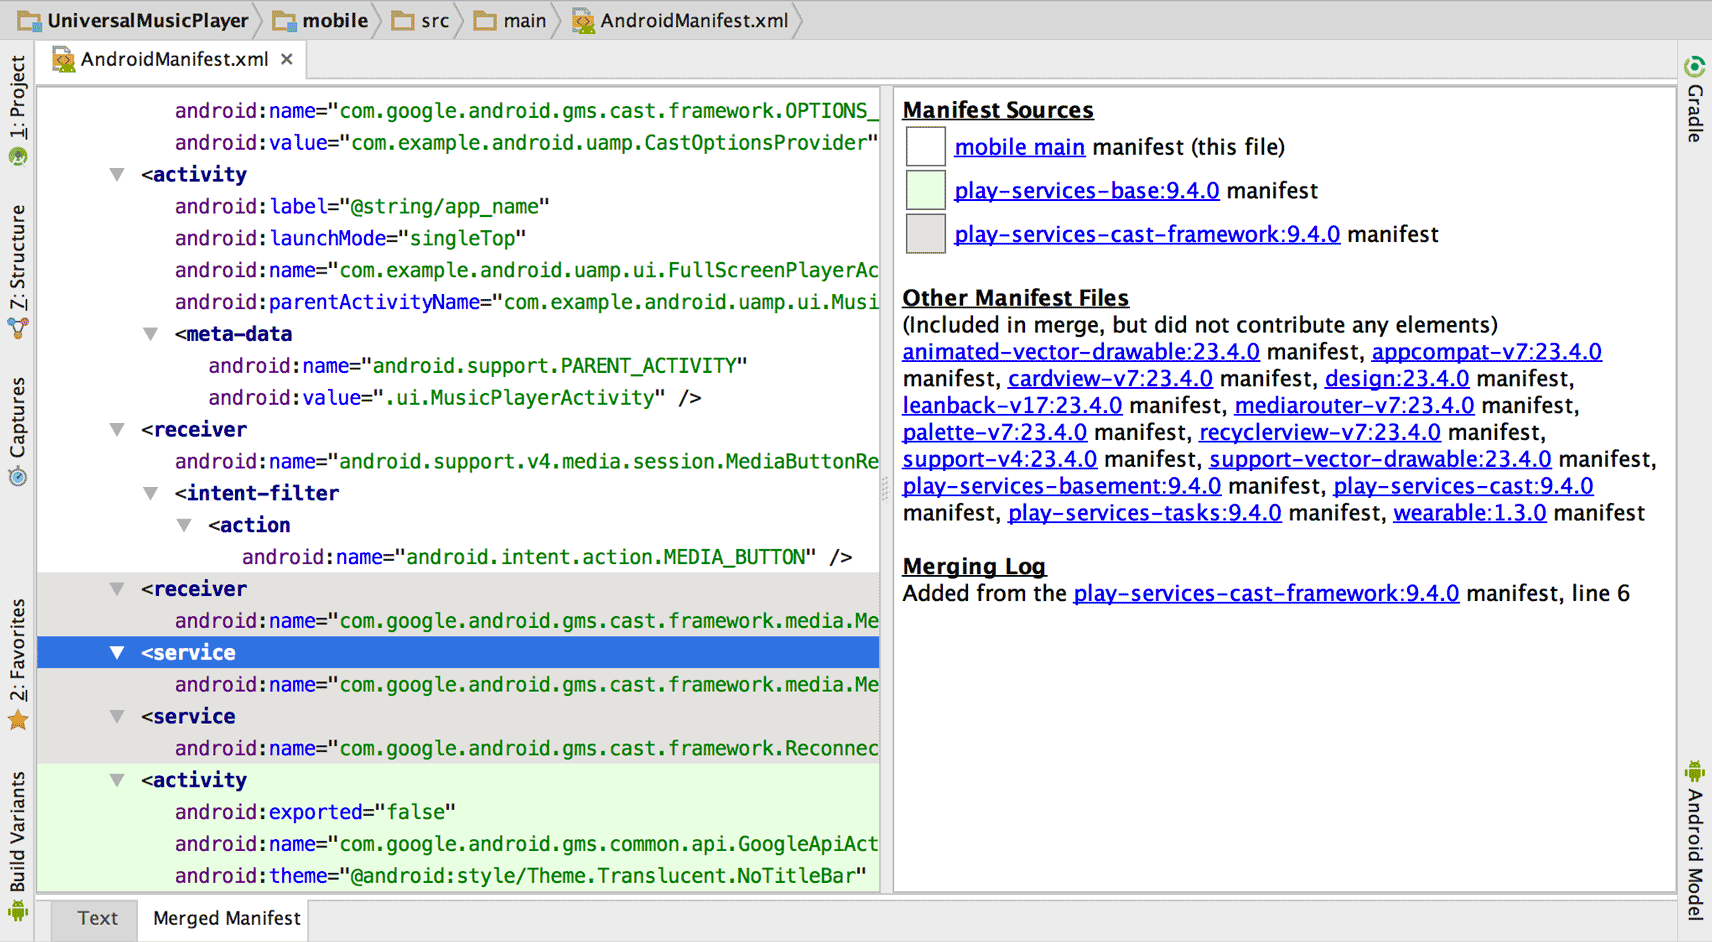 UniversalMusicPlayer mobile src main AndroidManifest.xml
AndroidManifest.xml
1: Project
Z: Structure
Captures
2: Favorites
Build Variants
android:name="com.google.android.gms.cast.framework.OPTIONS_
android:value="com.example.android.uamp.CastOptionsProvider"
<activity
android:label="@string/app_name"
android:launchMode="singleTop"
android:name="com.example.android.uamp.ui.FullScreenPlayerAc
android:parentActivityName="com.example.android.uamp.ui.Musi
<meta-data
android:name="android.support.PARENT_ACTIVITY"
android:value=".ui.MusicPlayerActivity" />
<receiver
android:name="android.support.v4.media.session.MediaButtonRe
<intent-filter
<action
android:name="android.intent.action.MEDIA_BUTTON" />
<receiver
android:name="com.google.android.gms.cast.framework.media.Me
<service
android:name="com.google.android.gms.cast.framework.media.Me
<service
android:name="com.google.android.gms.cast.framework.Reconnec
<activity
android:exported="false"
android:name="com.google.android.gms.common.api.GoogleApiAct
android:theme="@android:style/Theme.Translucent.NoTitleBar"
Manifest Sources
mobile main manifest (this file)
play-services-base:9.4.0 manifest
play-services-cast-framework:9.4.0 manifest
Other Manifest Files
(Included in merge, but did not contribute any elements)
animated-vector-drawable:23.4.0 manifest, appcompat-v7:23.4.0
manifest, cardview-v7:23.4.0 manifest, design:23.4.0 manifest,
leanback-v17:23.4.0 manifest, mediarouter-v7:23.4.0 manifest,
palette-v7:23.4.0 manifest, recyclerview-v7:23.4.0 manifest,
support-v4:23.4.0 manifest, support-vector-drawable:23.4.0 manifest,
play-services-basement:9.4.0 manifest, play-services-cast:9.4.0
manifest, play-services-tasks:9.4.0 manifest, wearable:1.3.0 manifest
Merging Log
Added from the play-services-cast-framework:9.4.0 manifest, line 6
Gradle
Android Model
Text Merged Manifest